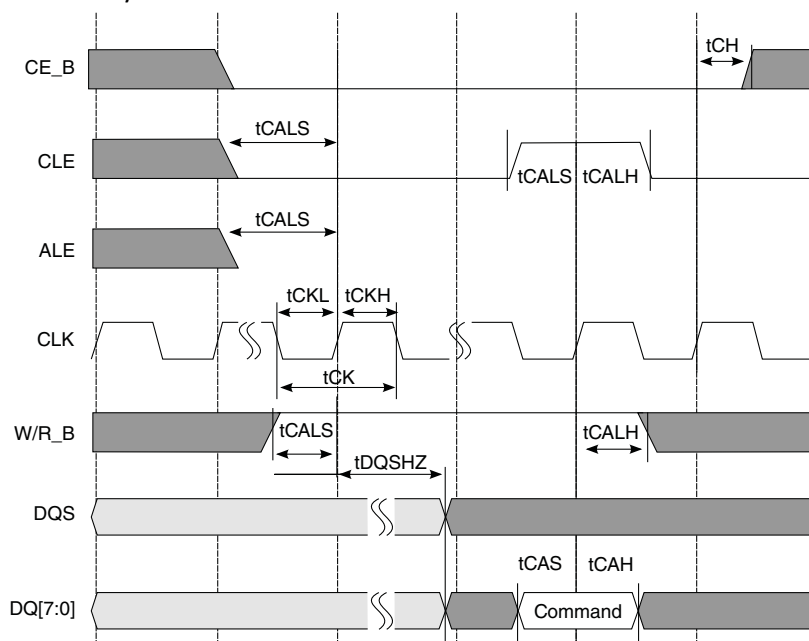 CE_B
tCH
CLE
tCALS
tCALS
tCALH
ALE
tCALS
CLK
tCKL
tCKH
tCK
W/R_B
tCALS
tCALH
tDQSHZ
DQS
tCAS
tCAH
DQ[7:0]
Command